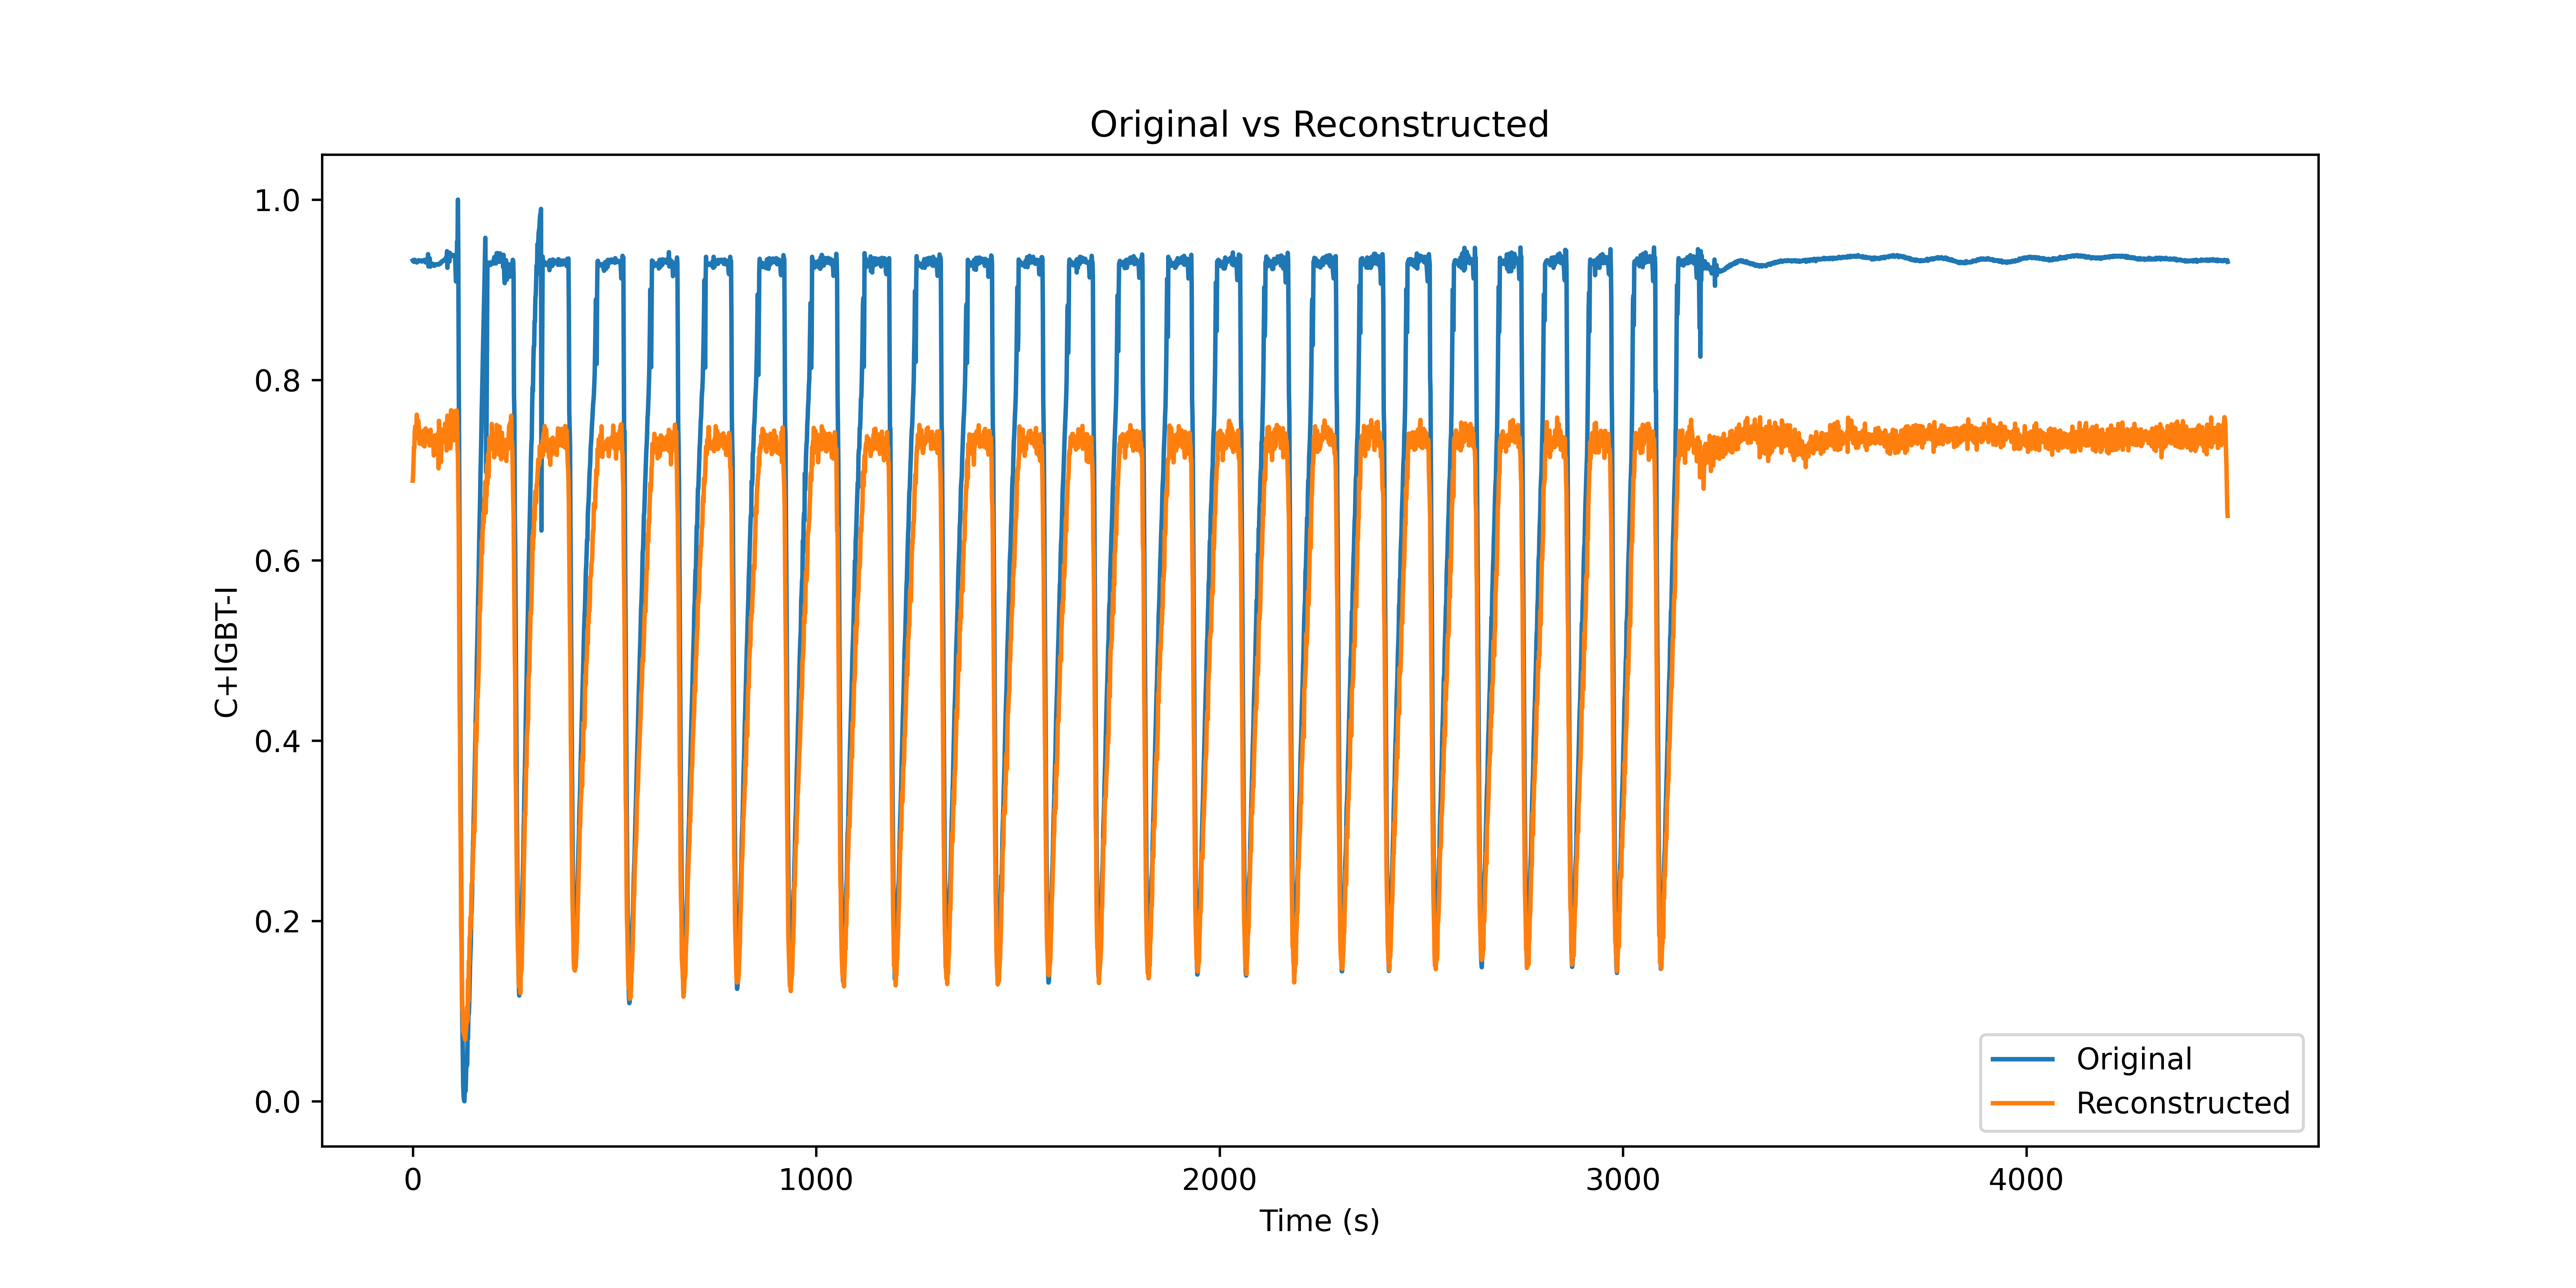 Original vs Reconstructed
1.0
0.8
0.6
0.4
0.2
0.0
C+IGBT-I
0
1000
2000
3000
4000
Time (s)
Original
Reconstructed